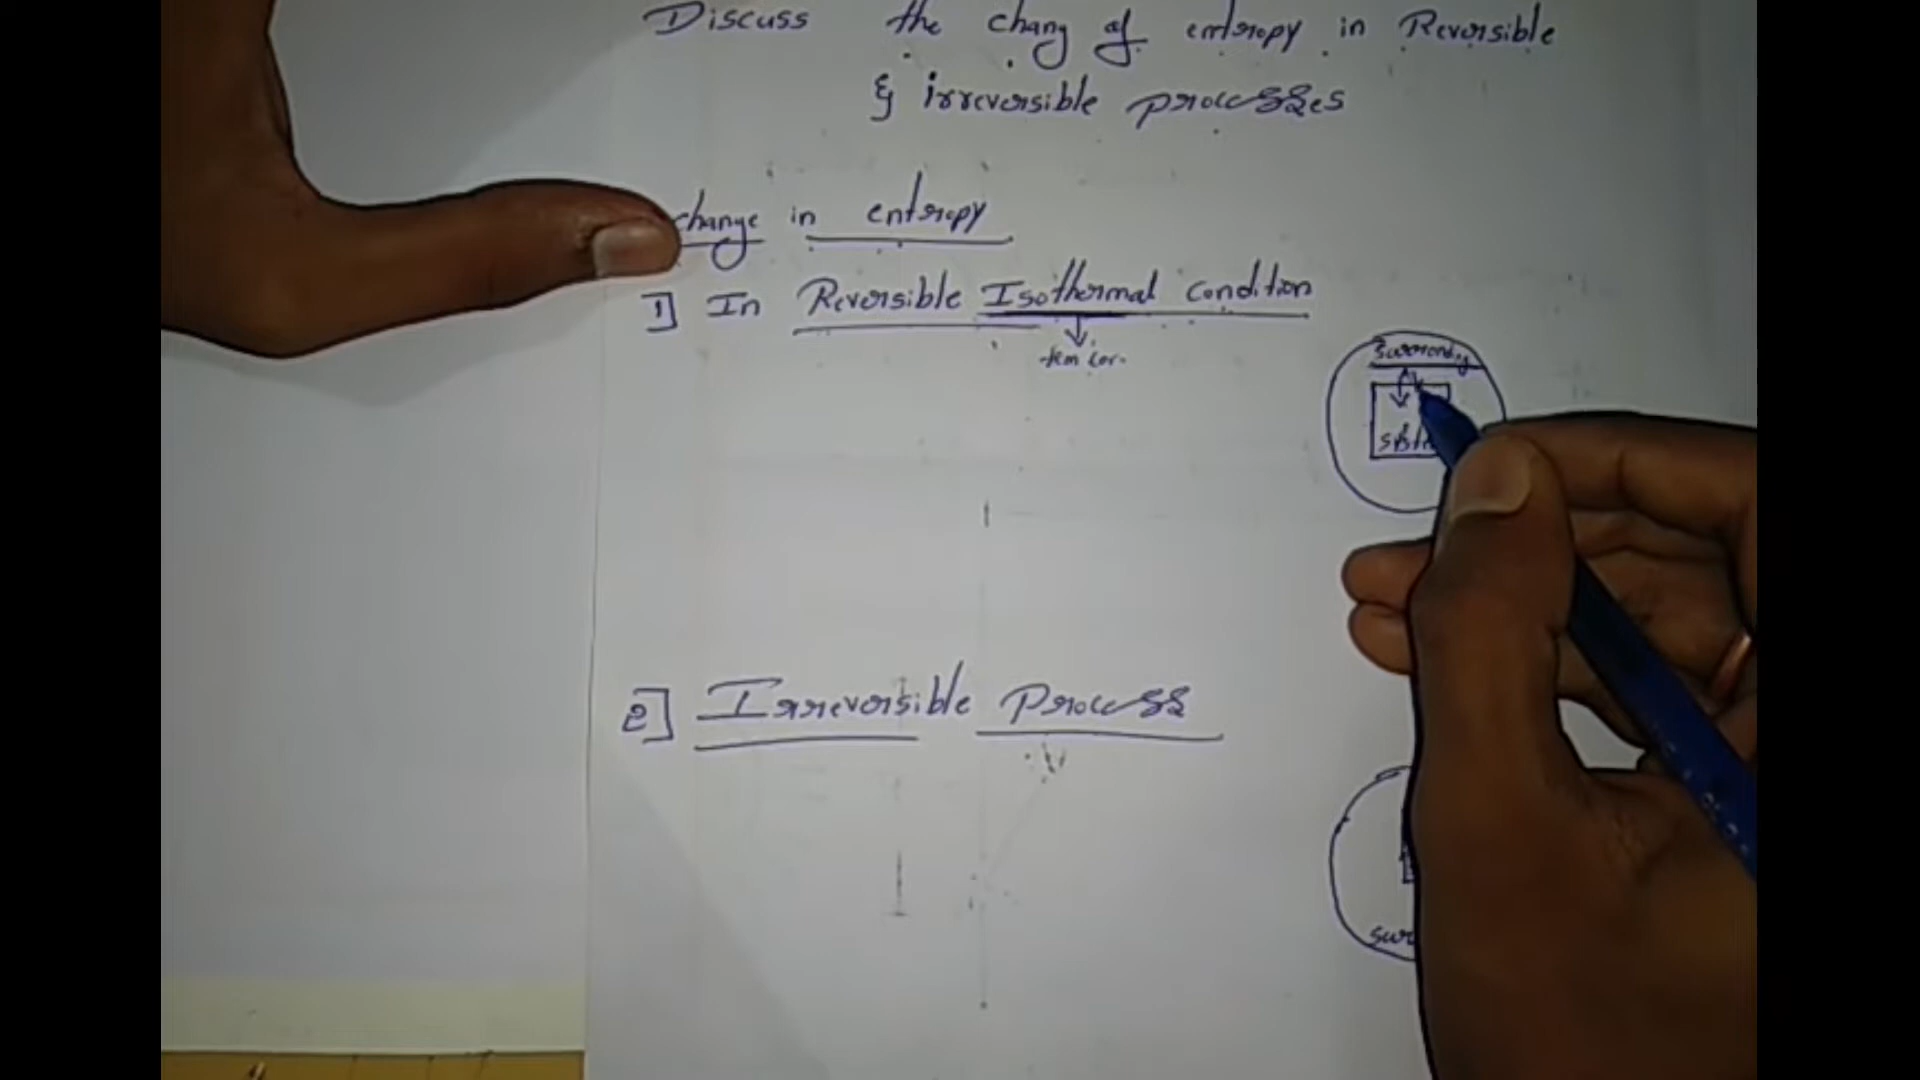 Discuss the chang of entropy in Reversible
& irreversible processes
change in entropy
1] In Reversible Isothermal condition
2] Irreversible Process